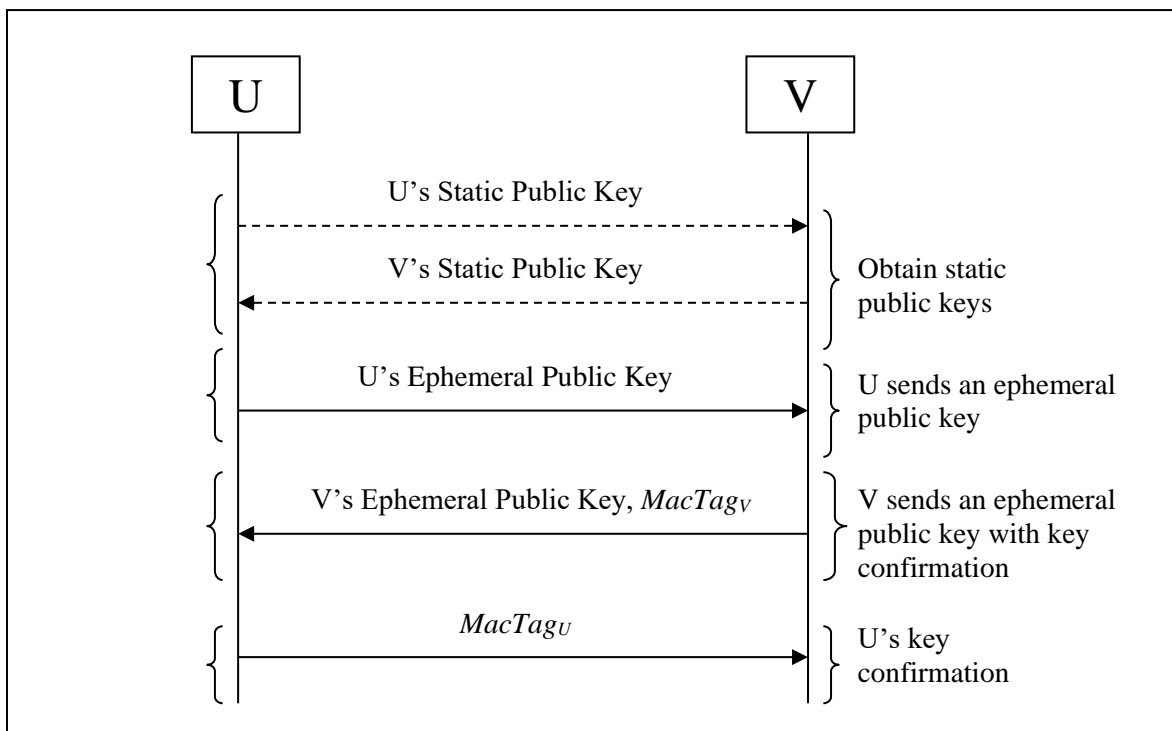 U
V
U’s Static Public Key
V’s Static Public Key
Obtain static
public keys
U’s Ephemeral Public Key
U sends an ephemeral
public key
V’s Ephemeral Public Key, MacTagV
V sends an ephemeral
public key with key
confirmation
MacTagU
U’s key
confirmation